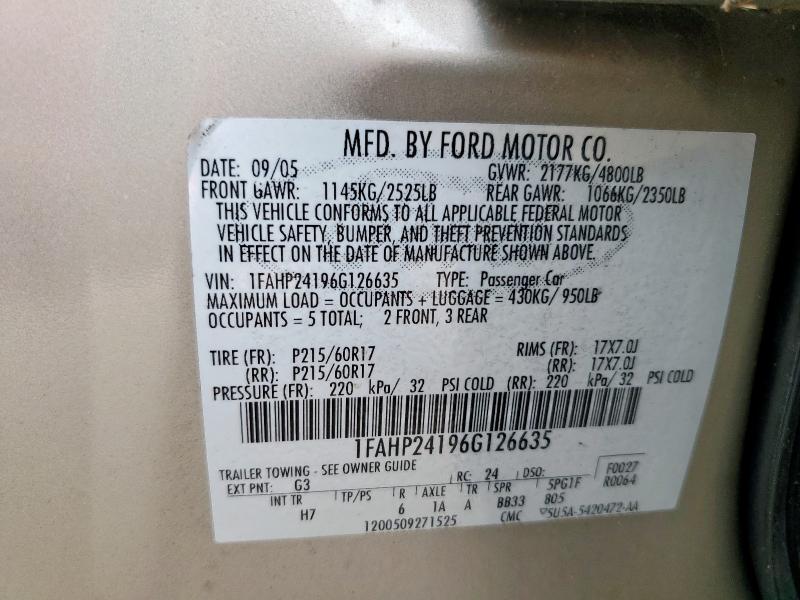 MFD. BY FORD MOTOR CO.
DATE: 09/05 GVWR: 2177KG/4800LB
FRONT GAWR: 1145KG/2525LB REAR GAWR: 1066KG/2350LB
THIS VEHICLE CONFORMS TO ALL APPLICABLE FEDERAL MOTOR
VEHICLE SAFETY, BUMPER, AND THEFT PREVENTION STANDARDS
IN EFFECT ON THE DATE OF MANUFACTURE SHOWN ABOVE.
VIN: 1FAHP24196G126635 TYPE: Passenger Car
MAXIMUM LOAD = OCCUPANTS + LUGGAGE = 430KG/ 950LB
OCCUPANTS = 5 TOTAL; 2 FRONT, 3 REAR
TIRE (FR): P215/60R17 RIMS (FR): 17X7.0J
(RR): P215/60R17 (RR): 17X7.0J
PRESSURE (FR): 220 kPa/ 32 PSI COLD (RR): 220 kPa/ 32 PSI COLD
1FAHP24196G126635
TRAILER TOWING - SEE OWNER GUIDE RC: 24 DSO: F0027
EXT PNT: G3 5PG1F R0064
INT TR TP/PS R AXLE TR SPR 805
H7 6 1A A BB33
1200509271525 CMC 5U5A-5420472-AA